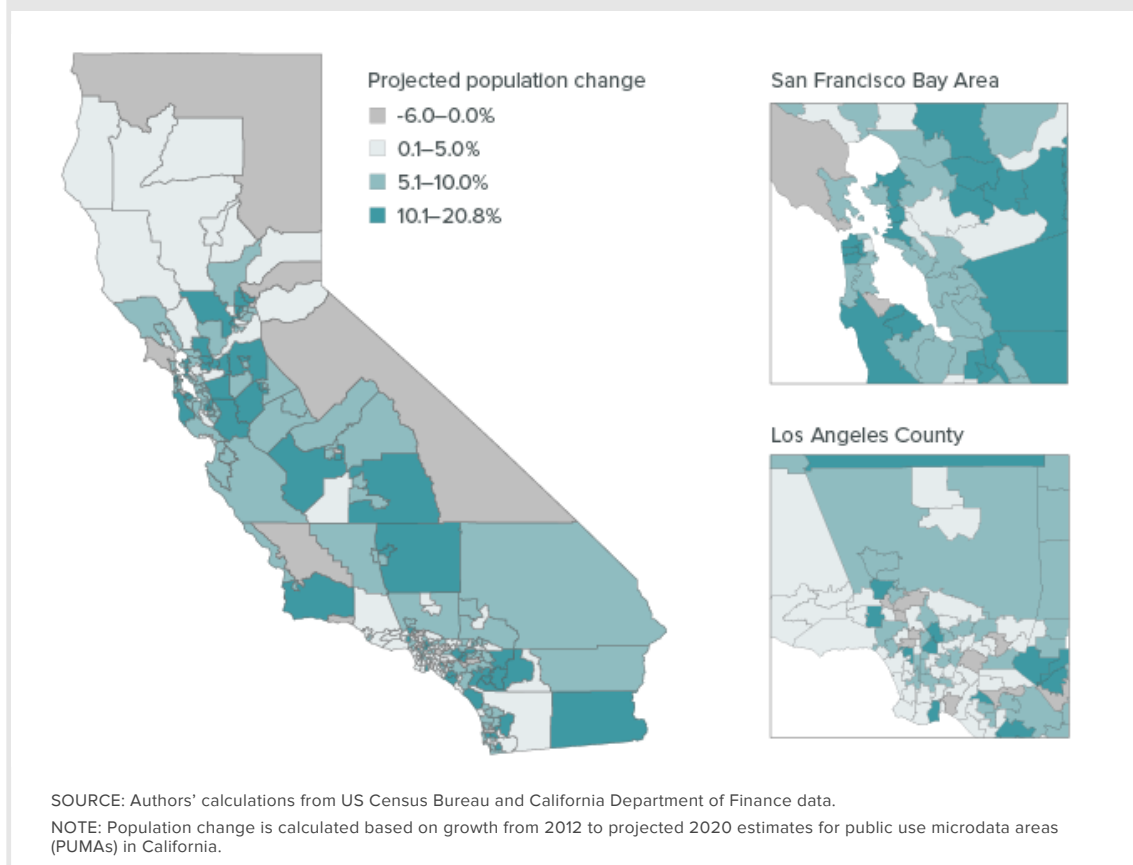 Projected population change
-6.0–0.0%
0.1–5.0%
5.1–10.0%
10.1–20.8%
San Francisco Bay Area
Los Angeles County
SOURCE: Authors’ calculations from US Census Bureau and California Department of Finance data.
NOTE: Population change is calculated based on growth from 2012 to projected 2020 estimates for public use microdata areas
(PUMAs) in California.